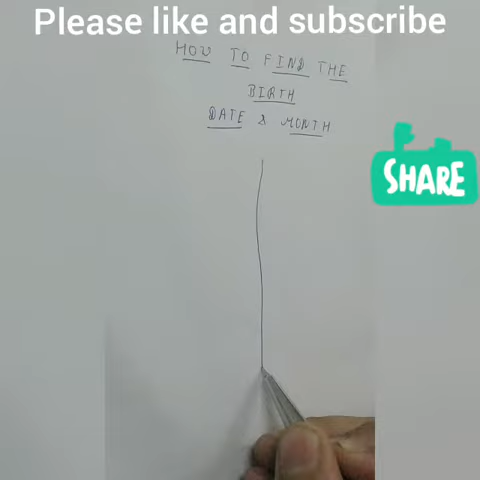 Please like and subscribe
HOW TO FIND THE
BIRTH
DATE & MONTH
SHARE